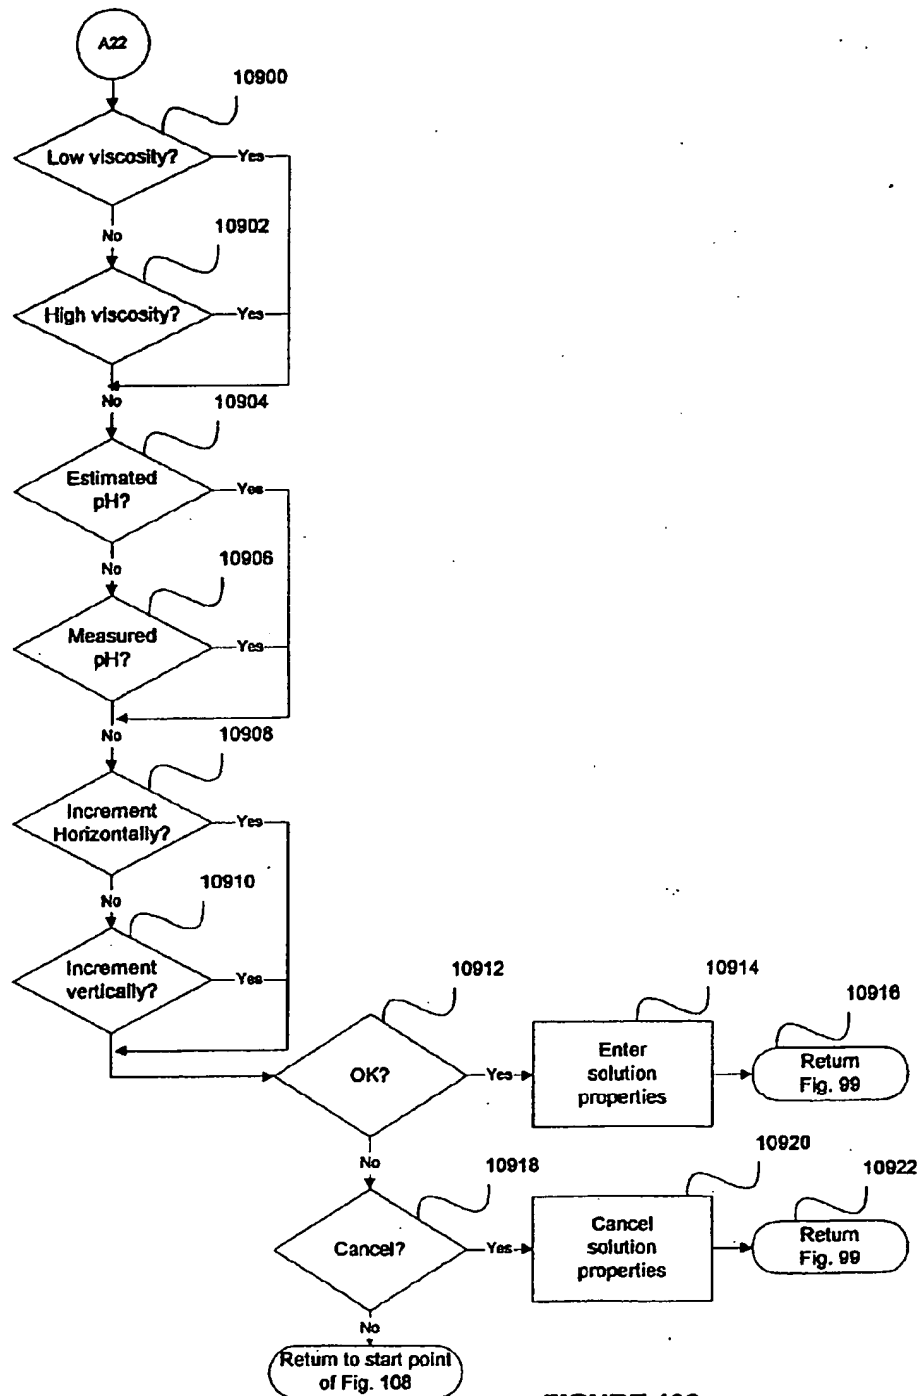 A22
10900
Low viscosity?
Yes
No
10902
High viscosity?
Yes
No
10904
Estimated
pH?
Yes
No
10906
Measured
pH?
Yes
No
10908
Increment
Horizontally?
Yes
No
10910
Increment
vertically?
Yes
10912
OK?
Yes
10914
Enter
solution
properties
10916
Return
Fig. 99
No
10918
Cancel?
Yes
10920
Cancel
solution
properties
10922
Return
Fig. 99
No
Return to start point
of Fig. 108